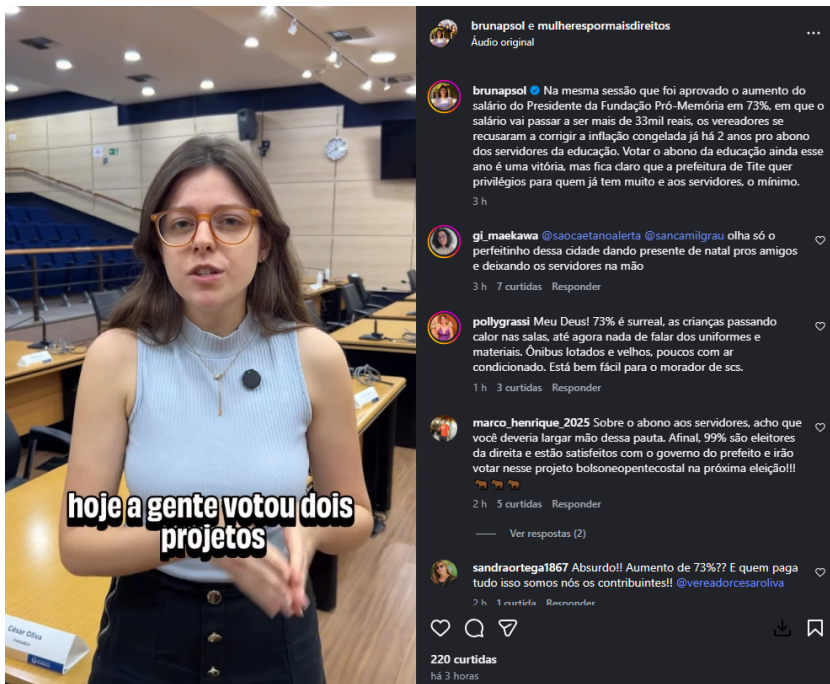 brunapsol e mulherespormaisdireitos
Áudio original
brunapsol Na mesma sessão que foi aprovado o aumento do
salário do Presidente da Fundação Pró-Memória em 73%, em que o
salário vai passar a ser mais de 33mil reais, os vereadores se
recusaram a corrigir a inflação congelada já há 2 anos pro abono
dos servidores da educação. Votar o abono da educação ainda esse
ano é uma vitória, mas fica claro que a prefeitura de Tite quer
privilégios para quem já tem muito e aos servidores, o mínimo.
3 h
gi_maekawa @saocaetanoalerta @sancamilgrau olha só o
perfeitinho dessa cidade dando presente de natal pros amigos
e deixando os servidores na mão
3 h 7 curtidas Responder
pollygrassi Meu Deus! 73% é surreal, as crianças passando
calor nas salas, até agora nada de falar dos uniformes e
materiais. Ônibus lotados e velhos, poucos com ar
condicionado. Está bem fácil para o morador de scs.
1 h 3 curtidas Responder
marco_henrique_2025 Sobre o abono aos servidores, acho que
você deveria largar mão dessa pauta. Afinal, 99% são eleitores
da direita e estão satisfeitos com o governo do prefeito e irão
votar nesse projeto bolsoneopentecostal na próxima eleição!!!
🐂 🐂 🐂
2 h 5 curtidas Responder
Ver respostas (2)
sandraortega1867 Absurdo!! Aumento de 73%?? E quem paga
tudo isso somos nós os contribuintes!! @vereadorcesaroliva
2 h 1 curtida Responder
220 curtidas
há 3 horas
hoje a gente votou dois
projetos
César Oliva